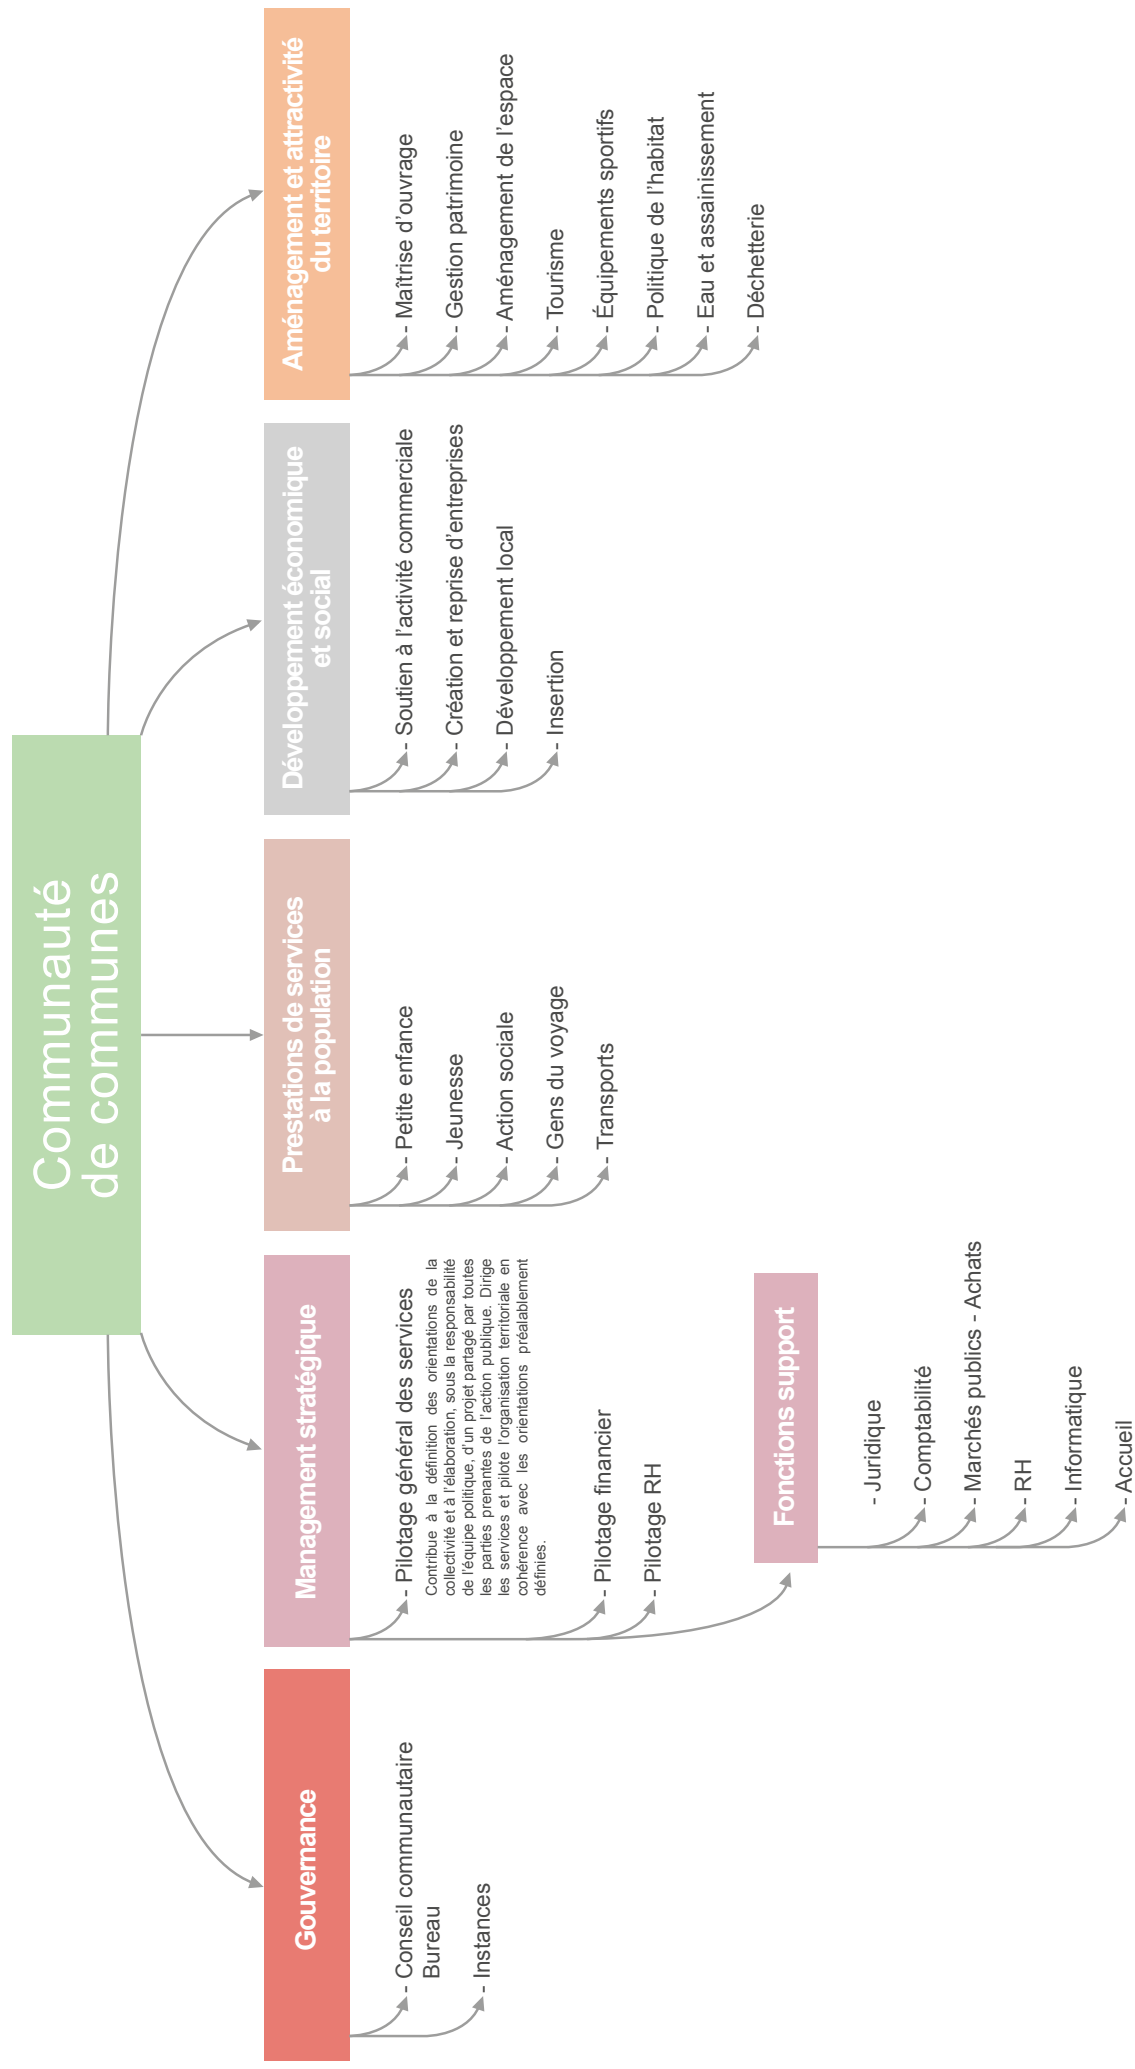 Communauté
de communes
Gouvernance
- Conseil communautaire
Bureau
- Instances
Management stratégique
- Pilotage général des services
Contribue à la définition des orientations de la
collectivité et à l'élaboration, sous la responsabilité
de l'équipe politique, d'un projet partagé par toutes
les parties prenantes de l'action publique. Dirige
les services et pilote l'organisation territoriale en
cohérence avec les orientations préalablement
définies.
- Pilotage financier
- Pilotage RH
Fonctions support
- Juridique
- Comptabilité
- Marchés publics - Achats
- RH
- Informatique
- Accueil
Prestations de services
à la population
- Petite enfance
- Jeunesse
- Action sociale
- Gens du voyage
- Transports
Développement économique
et social
- Soutien à l'activité commerciale
- Création et reprise d'entreprises
- Développement local
- Insertion
Aménagement et attractivité
du territoire
- Maîtrise d'ouvrage
- Gestion patrimoine
- Aménagement de l'espace
- Tourisme
- Équipements sportifs
- Politique de l'habitat
- Eau et assainissement
- Déchetterie